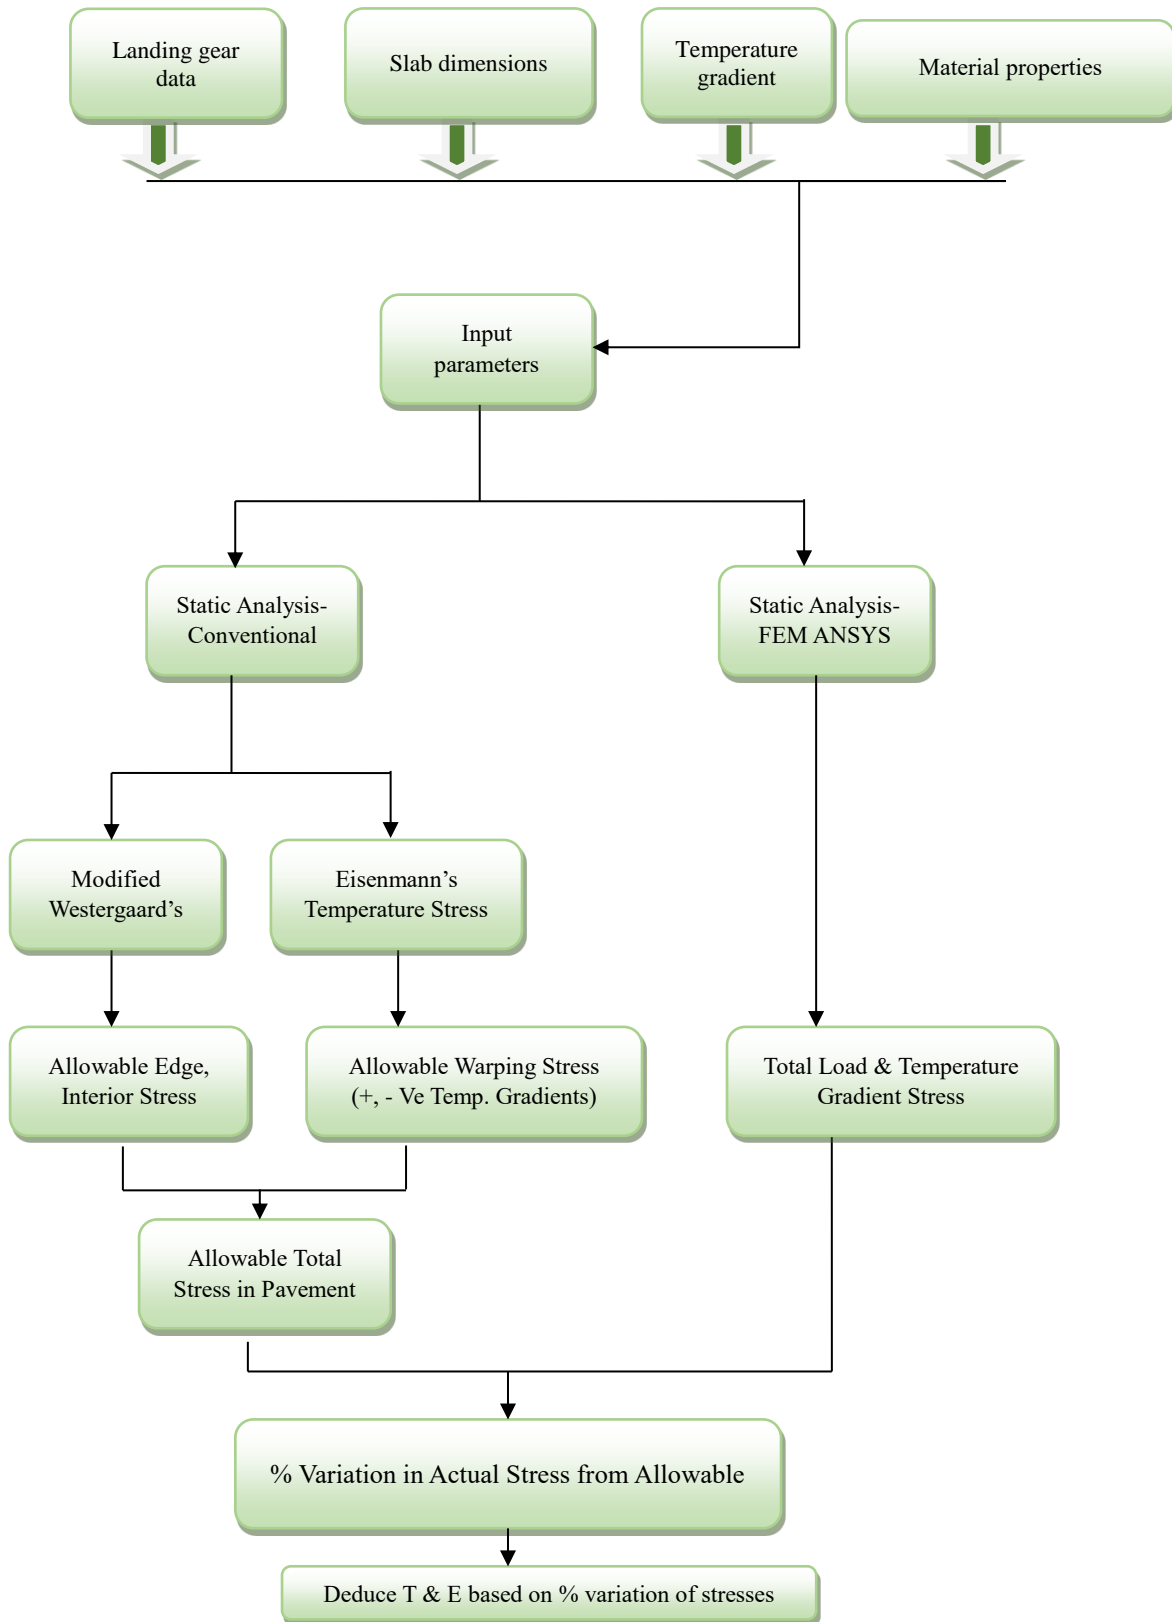 Landing gear
data
Slab dimensions
Temperature
gradient
Material properties
Input
parameters
Static Analysis-
Conventional
Static Analysis-
FEM ANSYS
Modified
Westergaard’s
Eisenmann’s
Temperature Stress
Allowable Edge,
Interior Stress
Allowable Warping Stress
(+, - Ve Temp. Gradients)
Total Load & Temperature
Gradient Stress
Allowable Total
Stress in Pavement
% Variation in Actual Stress from Allowable
Deduce T & E based on % variation of stresses